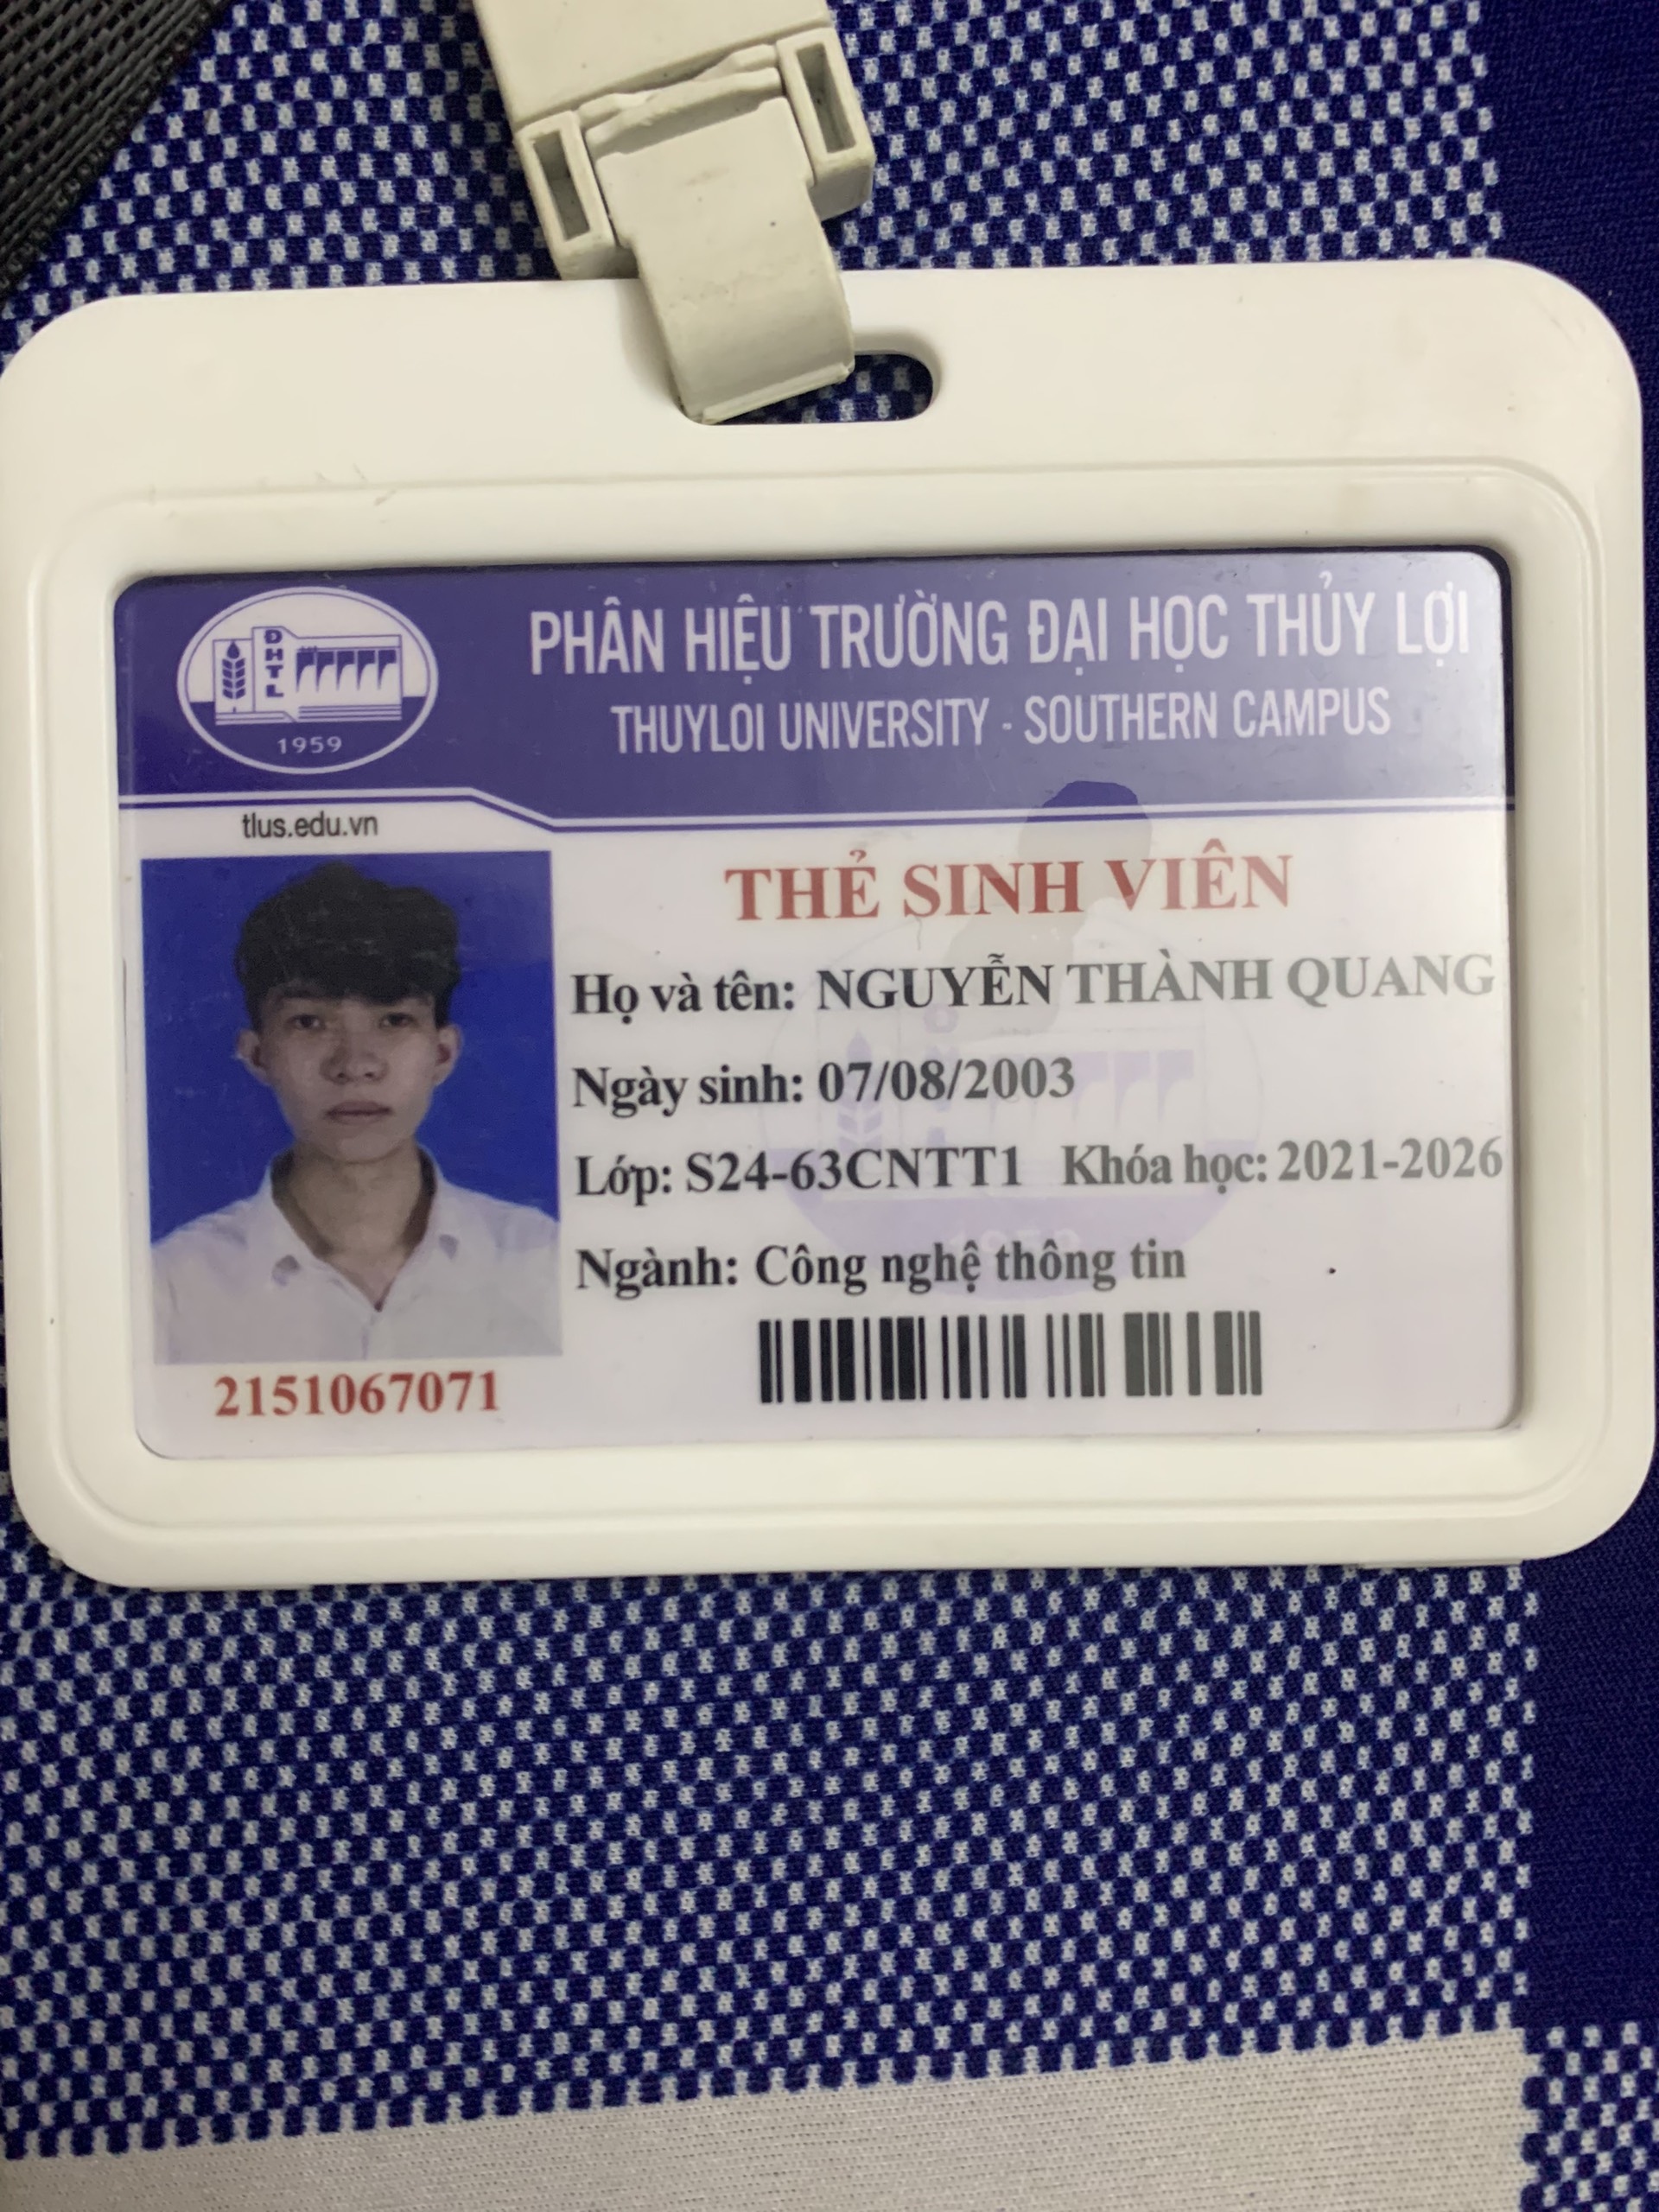 ĐHTL
1959
PHÂN HIỆU TRƯỜNG ĐẠI HỌC THỦY LỢI
THUYLOI UNIVERSITY - SOUTHERN CAMPUS
tlus.edu.vn
THẺ SINH VIÊN
Họ và tên: NGUYỄN THÀNH QUANG
Ngày sinh: 07/08/2003
Lớp: S24-63CNTT1 Khóa học: 2021-2026
Ngành: Công nghệ thông tin
2151067071